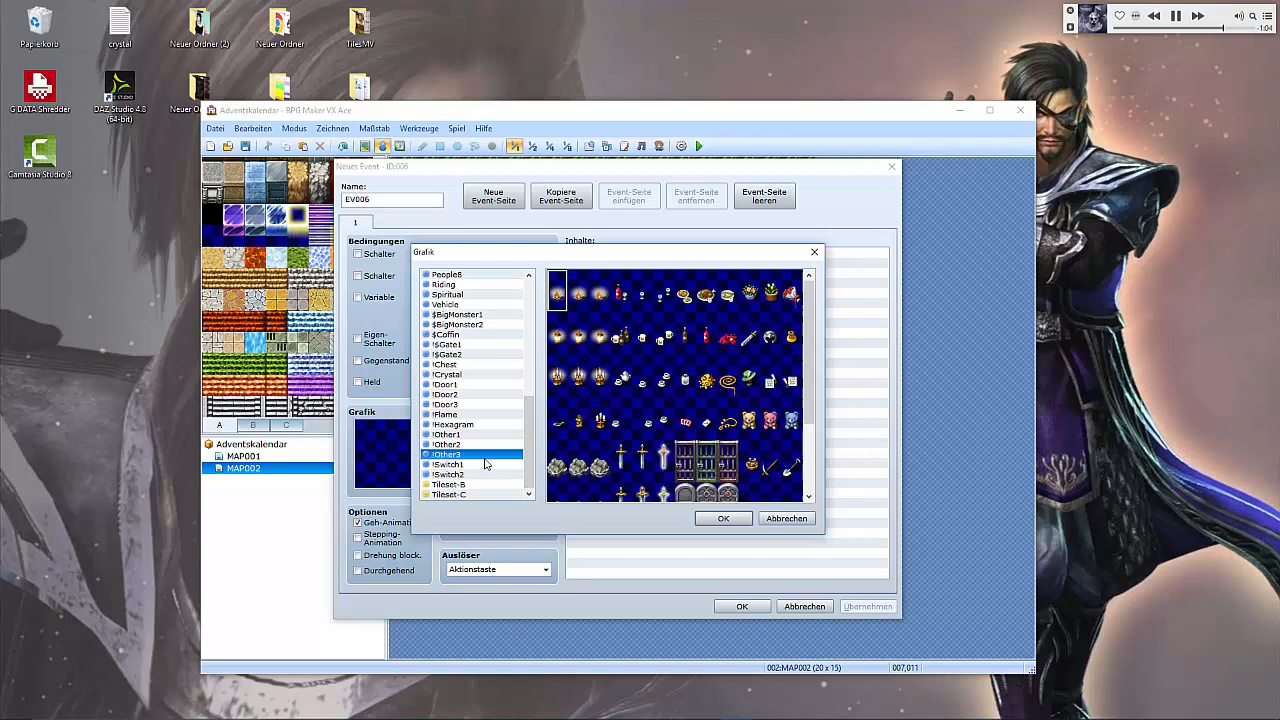 Papierkorb
crystal
Neuer Ordner (2)
Neuer Ordner
TilesMV
G DATA Shredder
DAZ Studio 4.8
(64-bit)
Camtasia Studio 8
-1:04
Adventskalendar - RPG Maker VX Ace
Datei Bearbeiten Modus Zeichnen Maßstab Werkzeuge Spiel Hilfe
Neues Event - ID:006
Name:
EV006
Neue
Event-Seite
Kopiere
Event-Seite
Event-Seite
einfügen
Event-Seite
entfernen
Event-Seite
leeren
1
Bedingungen
Schalter
Schalter
Variable
Eigen-
Schalter
Gegenstand
Held
Inhalte:
Grafik
Grafik
People8
Riding
Spiritual
Vehicle
$BigMonster1
$BigMonster2
!$Gate1
!$Gate2
!Chest
!Crystal
!Door1
!Door2
!Door3
!Flame
!Hexagram
!Other1
!Other2
!Other3
!Switch1
!Switch2
Tileset-B
Tileset-C
OK
Abbrechen
Optionen
Geh-Animati
Stepping-
Animation
Drehung block.
Durchgehend
Auslöser
Aktionstaste
OK
Abbrechen
Übernehmen
A B C
Adventskalendar
MAP001
MAP002
002:MAP002 (20 x 15)
007,011